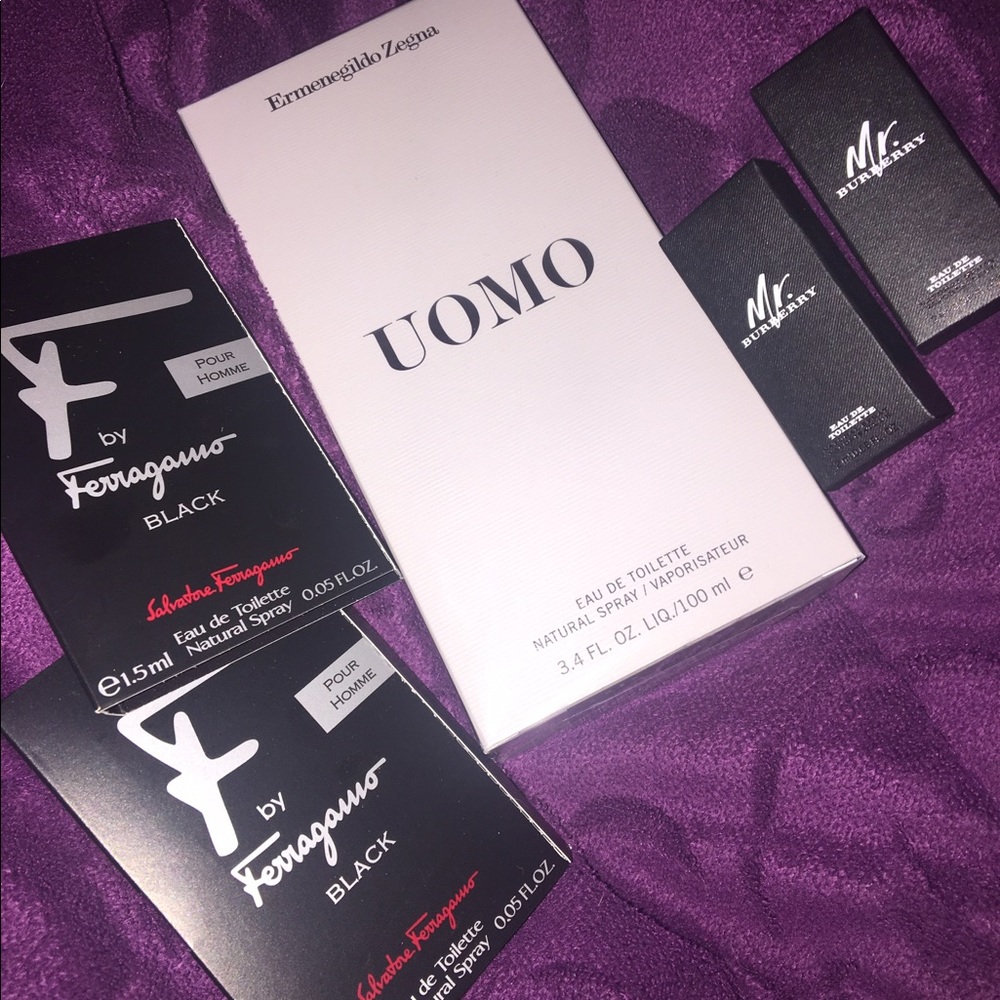 Ermenegildo Zegna
UOMO
EAU DE TOILETTE
NATURAL SPRAY / VAPORISATEUR
3.4 FL. OZ. LIQ./100 ml e
Mr.
BURBERRY
EAU DE
TOILETTE
Mr.
BURBERRY
EAU DE
TOILETTE
F
POUR
HOMME
by
Ferragamo
BLACK
Salvatore Ferragamo
Eau de Toilette
Natural Spray 0.05 FL.OZ.
e1.5ml
F
POUR
HOMME
by
Ferragamo
BLACK
Salvatore Ferragamo
de Toilette
Spray 0.05 FL.OZ.